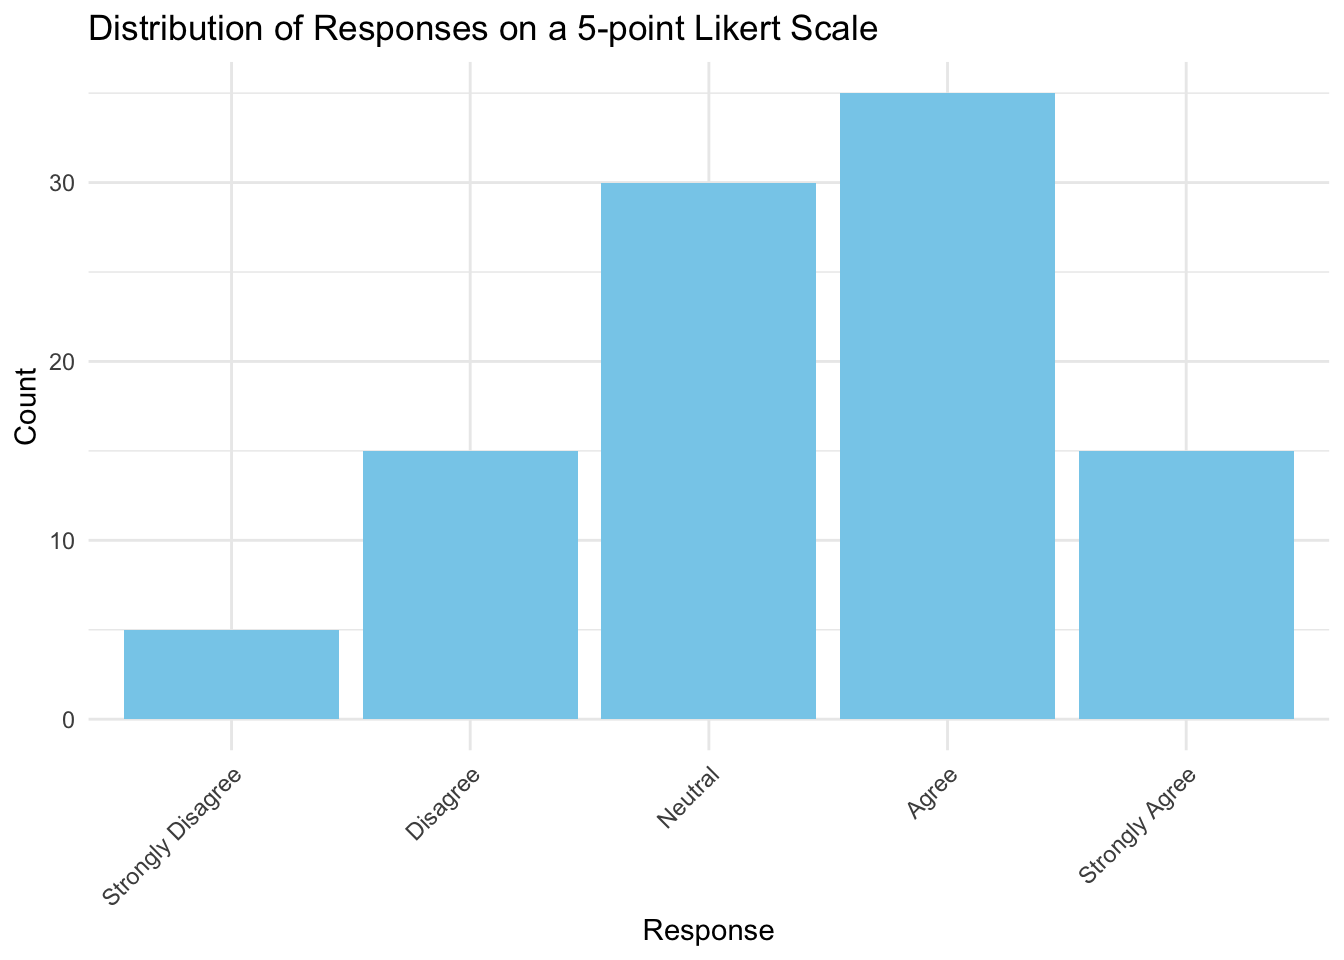 Distribution of Responses on a 5-point Likert Scale
Count
30
20
10
0
Strongly Disagree
Disagree
Neutral
Agree
Strongly Agree
Response